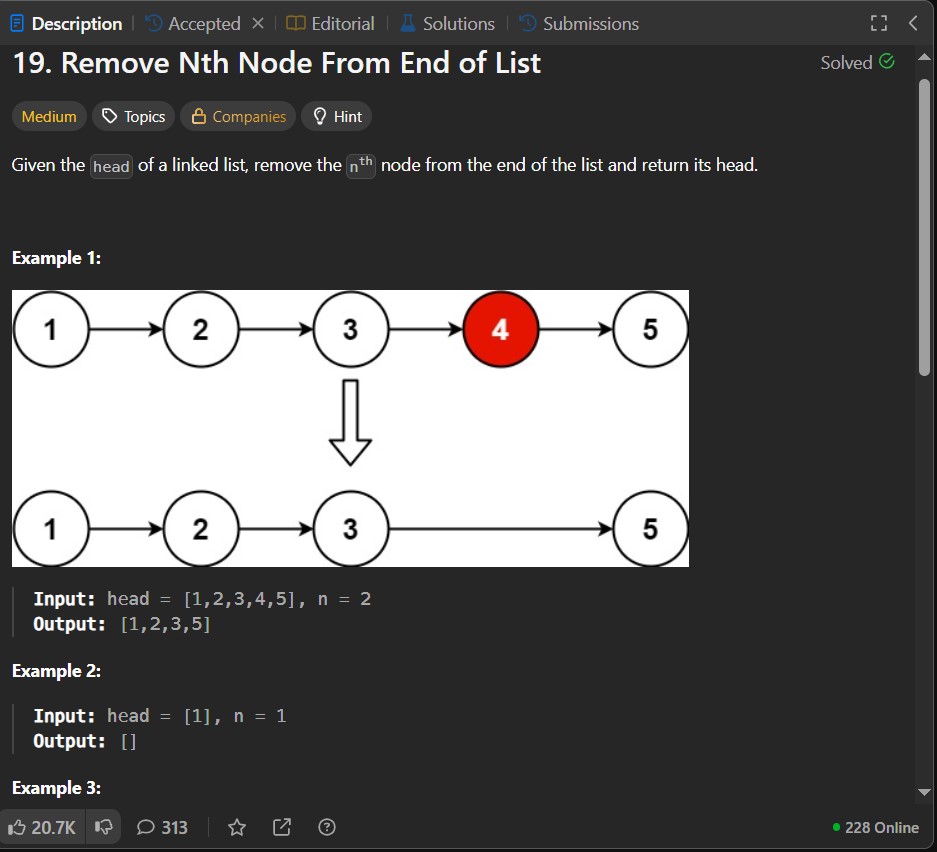 Description Accepted Editorial Solutions Submissions
19. Remove Nth Node From End of List Solved
Medium Topics Companies Hint
Given the head of a linked list, remove the nth node from the end of the list and return its head.
Example 1:
1 2 3 4 5
1 2 3 5
Input: head = [1,2,3,4,5], n = 2
Output: [1,2,3,5]
Example 2:
Input: head = [1], n = 1
Output: []
Example 3:
20.7K 313 228 Online